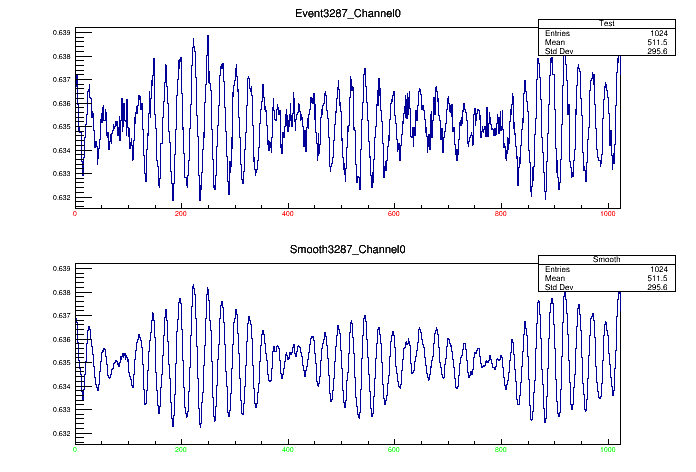 Event3287_Channel0
Test
Entries 1024
Mean 511.5
Std Dev 295.6
0.639
0.638
0.637
0.636
0.635
0.634
0.633
0.632
0 200 400 600 800 1000
Smooth3287_Channel0
Smooth
Entries 1024
Mean 511.5
Std Dev 295.6
0.639
0.638
0.637
0.636
0.635
0.634
0.633
0.632
0 200 400 600 800 1000